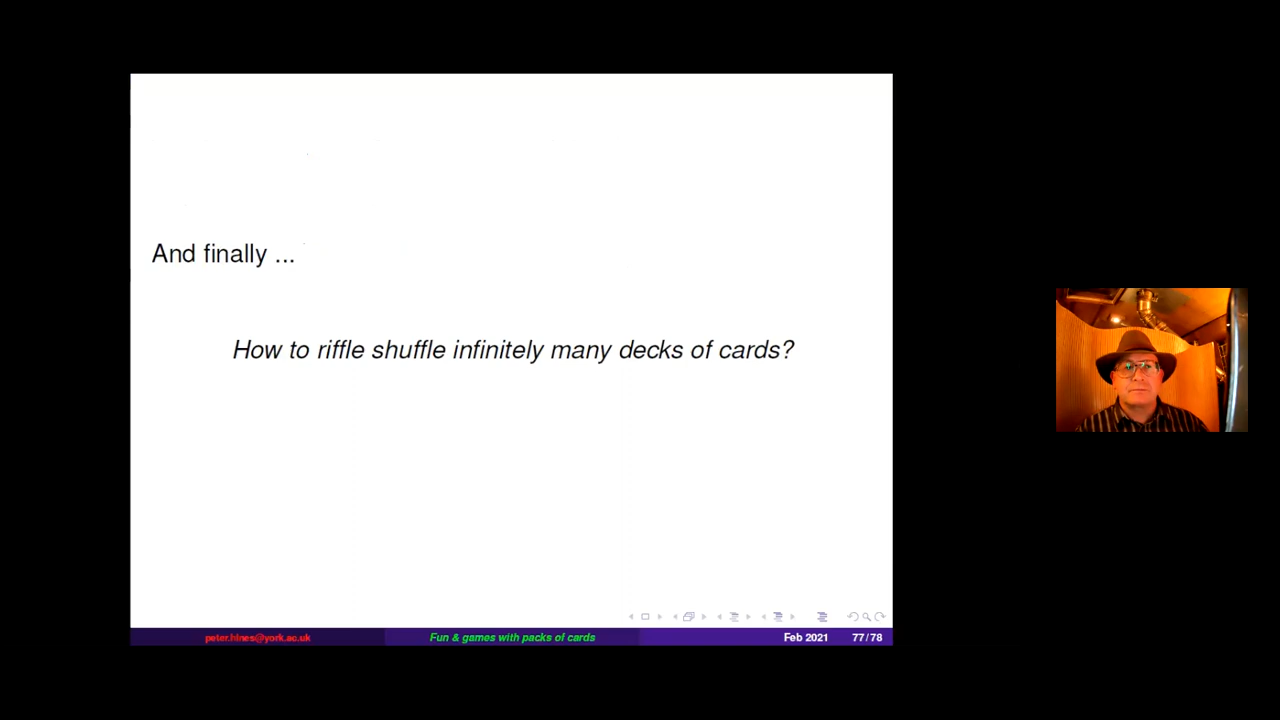 And finally ...
How to riffle shuffle infinitely many decks of cards?
peter.hines@york.ac.uk
Fun & games with packs of cards
Feb 2021
77 / 78